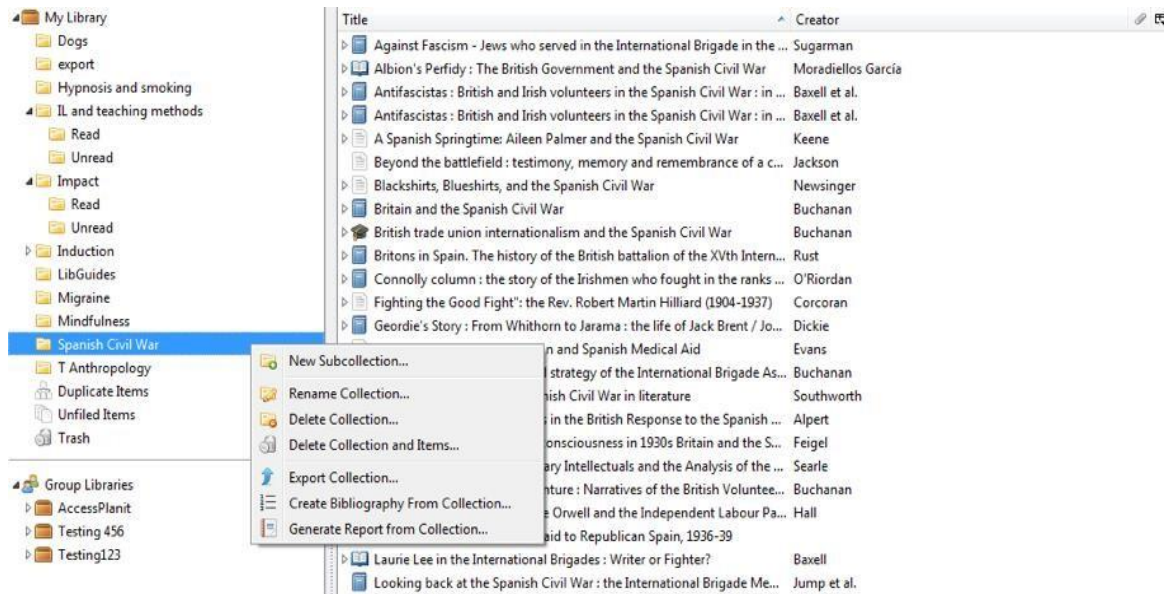 My Library
Dogs
export
Hypnosis and smoking
IL and teaching methods
Read
Unread
Impact
Read
Unread
Induction
LibGuides
Migraine
Mindfulness
Spanish Civil War
T Anthropology
Duplicate Items
Unfiled Items
Trash
Group Libraries
AccessPlanit
Testing 456
Testing123
New Subcollection...
Rename Collection...
Delete Collection...
Delete Collection and Items...
Export Collection...
Create Bibliography From Collection...
Generate Report from Collection...
Title Creator
Against Fascism - Jews who served in the International Brigade in the ... Sugarman
Albion's Perfidy : The British Government and the Spanish Civil War Moradiellos García
Antifascistas : British and Irish volunteers in the Spanish Civil War : in ... Baxell et al.
Antifascistas : British and Irish volunteers in the Spanish Civil War : in ... Baxell et al.
A Spanish Springtime: Aileen Palmer and the Spanish Civil War Keene
Beyond the battlefield : testimony, memory and remembrance of a c... Jackson
Blackshirts, Blueshirts, and the Spanish Civil War Newsinger
Britain and the Spanish Civil War Buchanan
British trade union internationalism and the Spanish Civil War Buchanan
Britons in Spain. The history of the British battalion of the XVth Intern... Rust
Connolly column : the story of the Irishmen who fought in the ranks ... O'Riordan
Fighting the Good Fight": the Rev. Robert Martin Hilliard (1904-1937) Corcoran
Geordie's Story : From Whithorn to Jarama : the life of Jack Brent / Jo... Dickie
n and Spanish Medical Aid Evans
l strategy of the International Brigade As... Buchanan
nish Civil War in literature Southworth
s in the British Response to the Spanish ... Alpert
onsciousness in 1930s Britain and the S... Feigel
ary Intellectuals and the Analysis of the ... Searle
nture : Narratives of the British Voluntee... Buchanan
e Orwell and the Independent Labour Pa... Hall
aid to Republican Spain, 1936-39
Laurie Lee in the International Brigades : Writer or Fighter? Baxell
Looking back at the Spanish Civil War : the International Brigade Me... Jump et al.